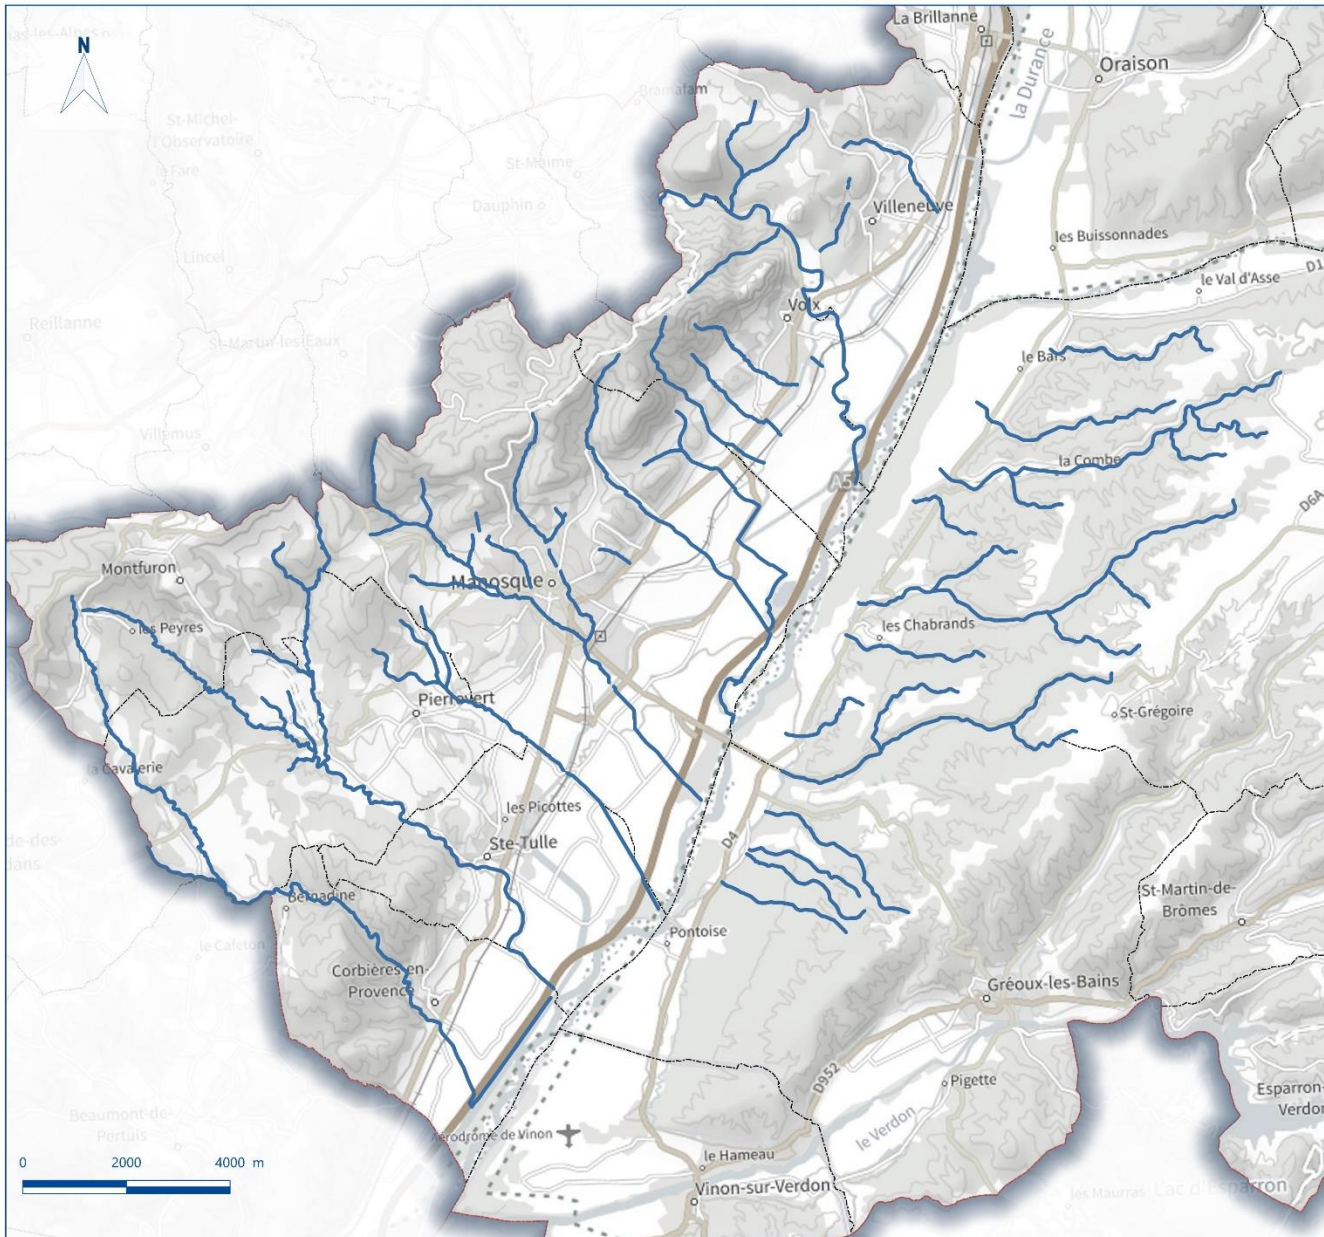 La Brillanne
N
Oraison
la Durance
Bramafam
St-Michel-
l'Observatoire
St-Maime
la Fare
Dauphin
Villeneuve
les Buissonnades
Lincel
D1
le Val d'Asse
Volx
Reillanne
St-Martin-les-Eaux
le Bars
Villemus
la Combe
D6A
Montfuron
Manosque
les Peyres
les Chabrands
Pierrevert
St-Grégoire
la Cavalerie
les Picottes
Ste-Tulle
D4
Bernadine
St-Martin-de-
Brômes
le Cafeton
Pontoise
Corbières-en-
Provence
Gréoux-les-Bains
D952
Pigette
Esparron-
Verdon
Beaumont-de-
Pertuis
Aérodrome de Vinon
le Verdon
le Hameau
0 2000 4000 m
Vinon-sur-Verdon
les Maurras
Lac d'Esparron